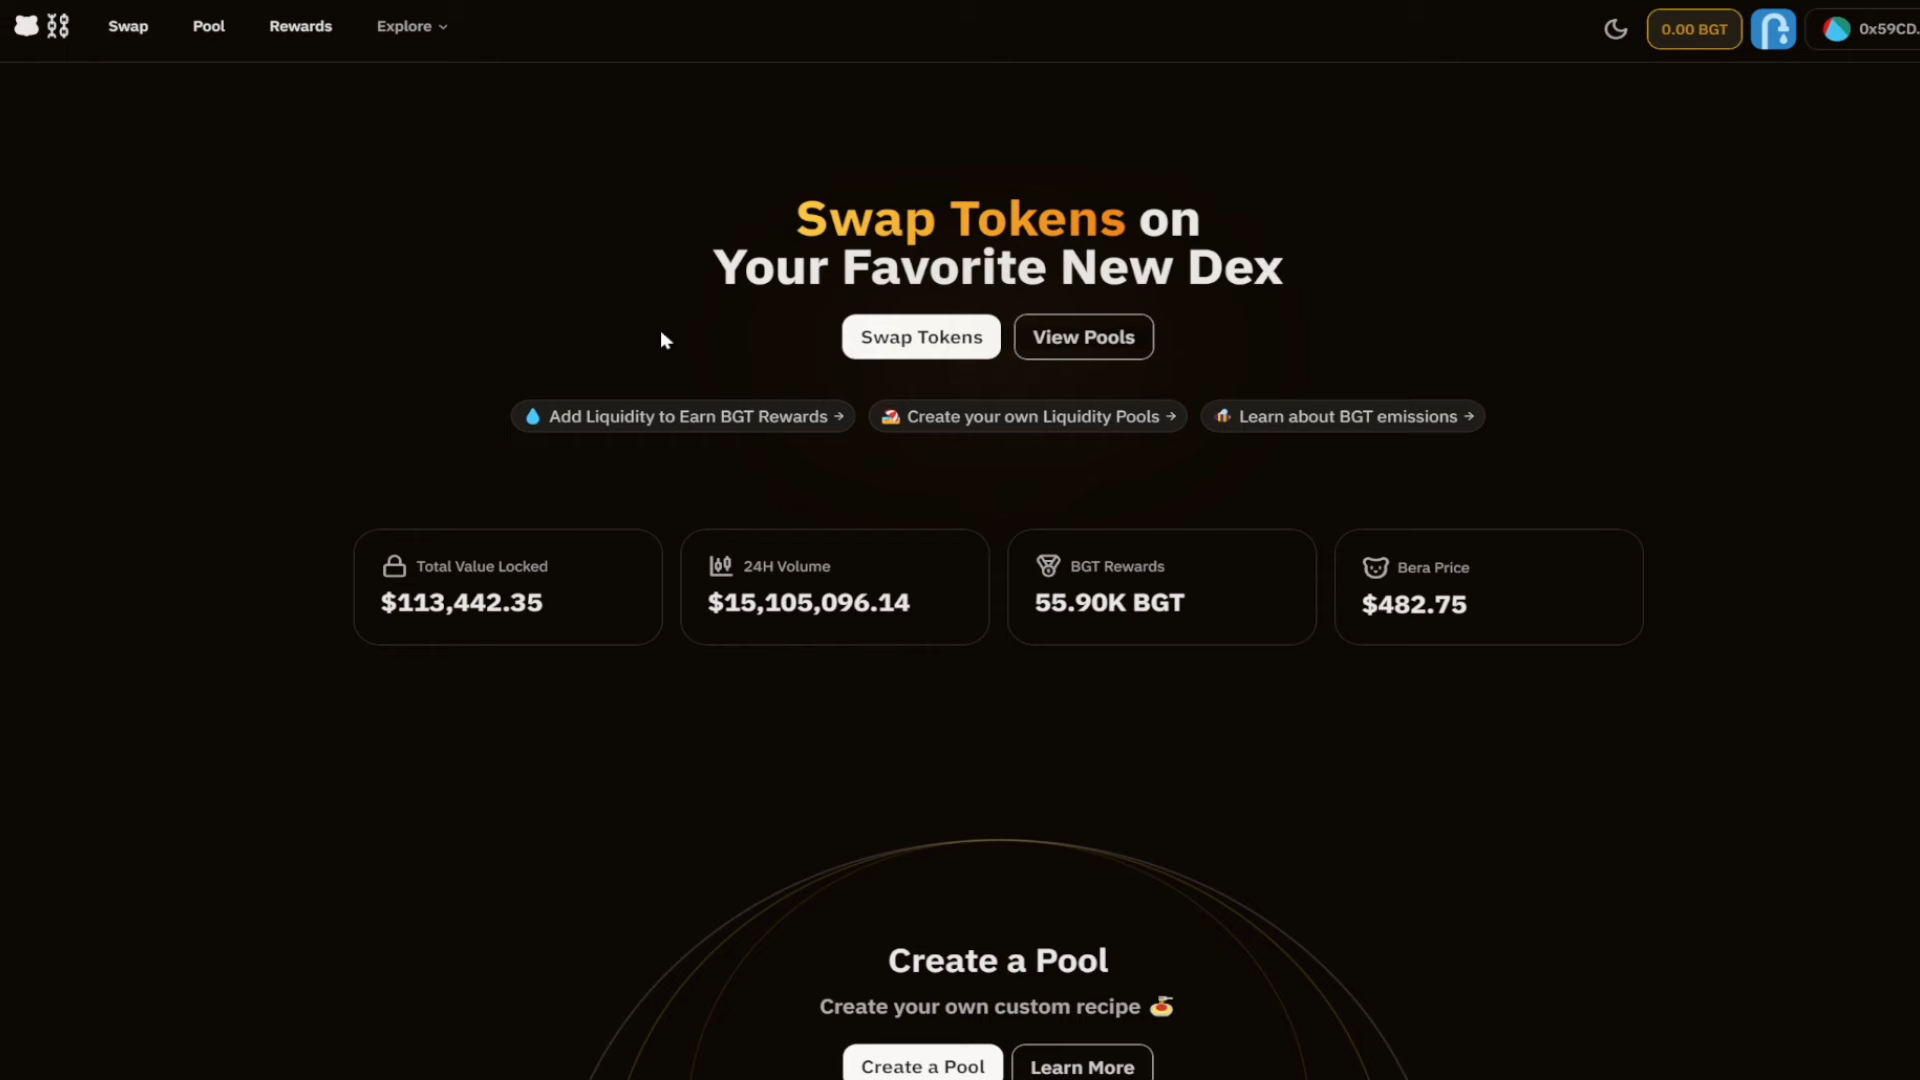 Swap
Pool
Rewards
Explore
0.00 BGT
0x59CD.
Swap Tokens on
Your Favorite New Dex
Swap Tokens
View Pools
Add Liquidity to Earn BGT Rewards →
Create your own Liquidity Pools →
Learn about BGT emissions →
Total Value Locked
$113,442.35
24H Volume
$15,105,096.14
BGT Rewards
55.90K BGT
Bera Price
$482.75
Create a Pool
Create your own custom recipe
Create a Pool
Learn More